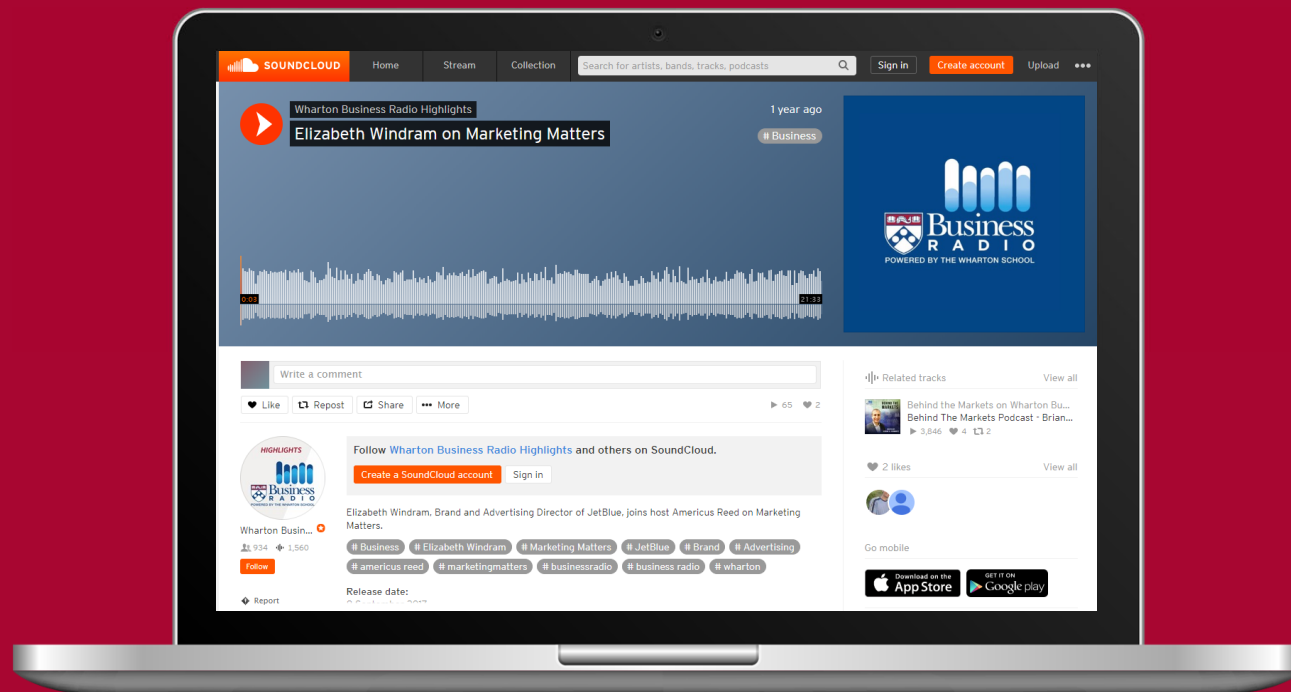 SOUNDCLOUD Home Stream Collection Search for artists, bands, tracks, podcasts Sign in Create account Upload
Wharton Business Radio Highlights
1 year ago
Elizabeth Windram on Marketing Matters
# Business
Business
RADIO
POWERED BY THE WHARTON SCHOOL
0:03
21:33
Write a comment
Like Repost Share More
65 2
HIGHLIGHTS
Business
RADIO
POWERED BY THE WHARTON SCHOOL
Wharton Busin...
934 1,560
Follow
Report
Follow Wharton Business Radio Highlights and others on SoundCloud.
Create a SoundCloud account Sign in
Elizabeth Windram, Brand and Advertising Director of JetBlue, joins host Americus Reed on Marketing
Matters.
# Business # Elizabeth Windram # Marketing Matters # JetBlue # Brand # Advertising
# americus reed # marketingmatters # businessradio # business radio # wharton
Release date:
Related tracks View all
Behind the Markets on Wharton Bu...
Behind The Markets Podcast - Brian...
3,846 4 2
2 likes View all
Go mobile
Download on the
App Store
GET IT ON
Google play